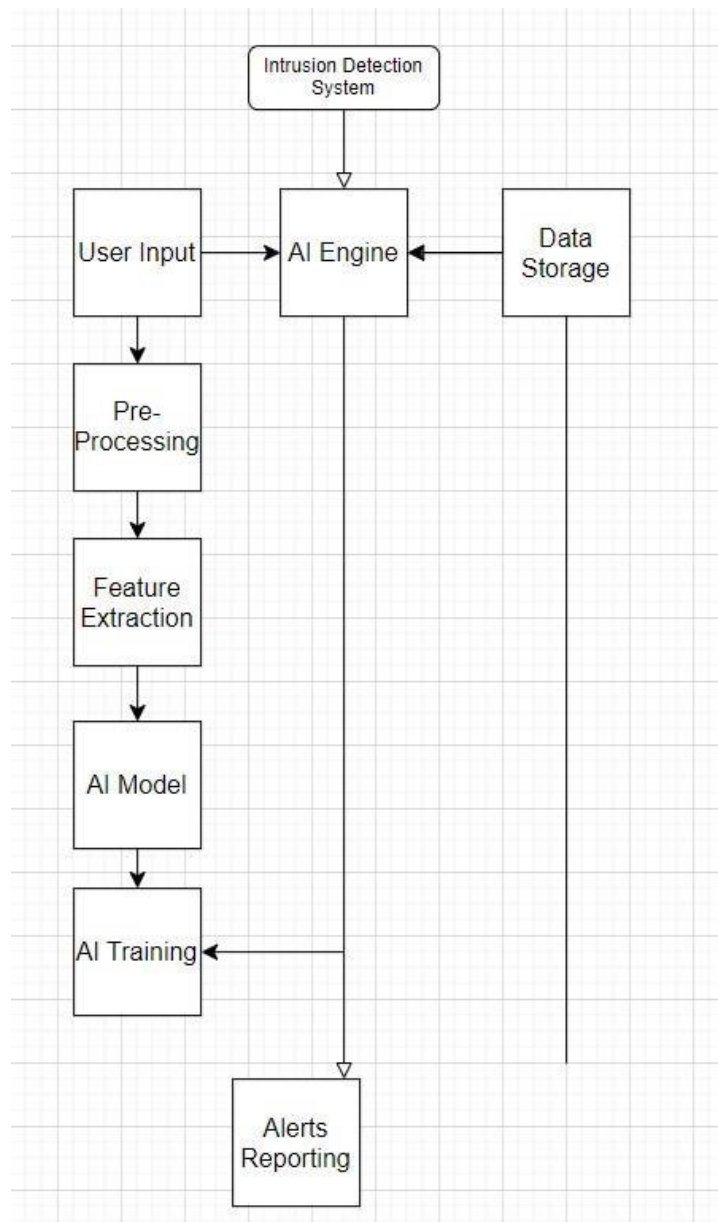 Intrusion Detection
System
User Input
AI Engine
Data
Storage
Pre-
Processing
Feature
Extraction
AI Model
AI Training
Alerts
Reporting